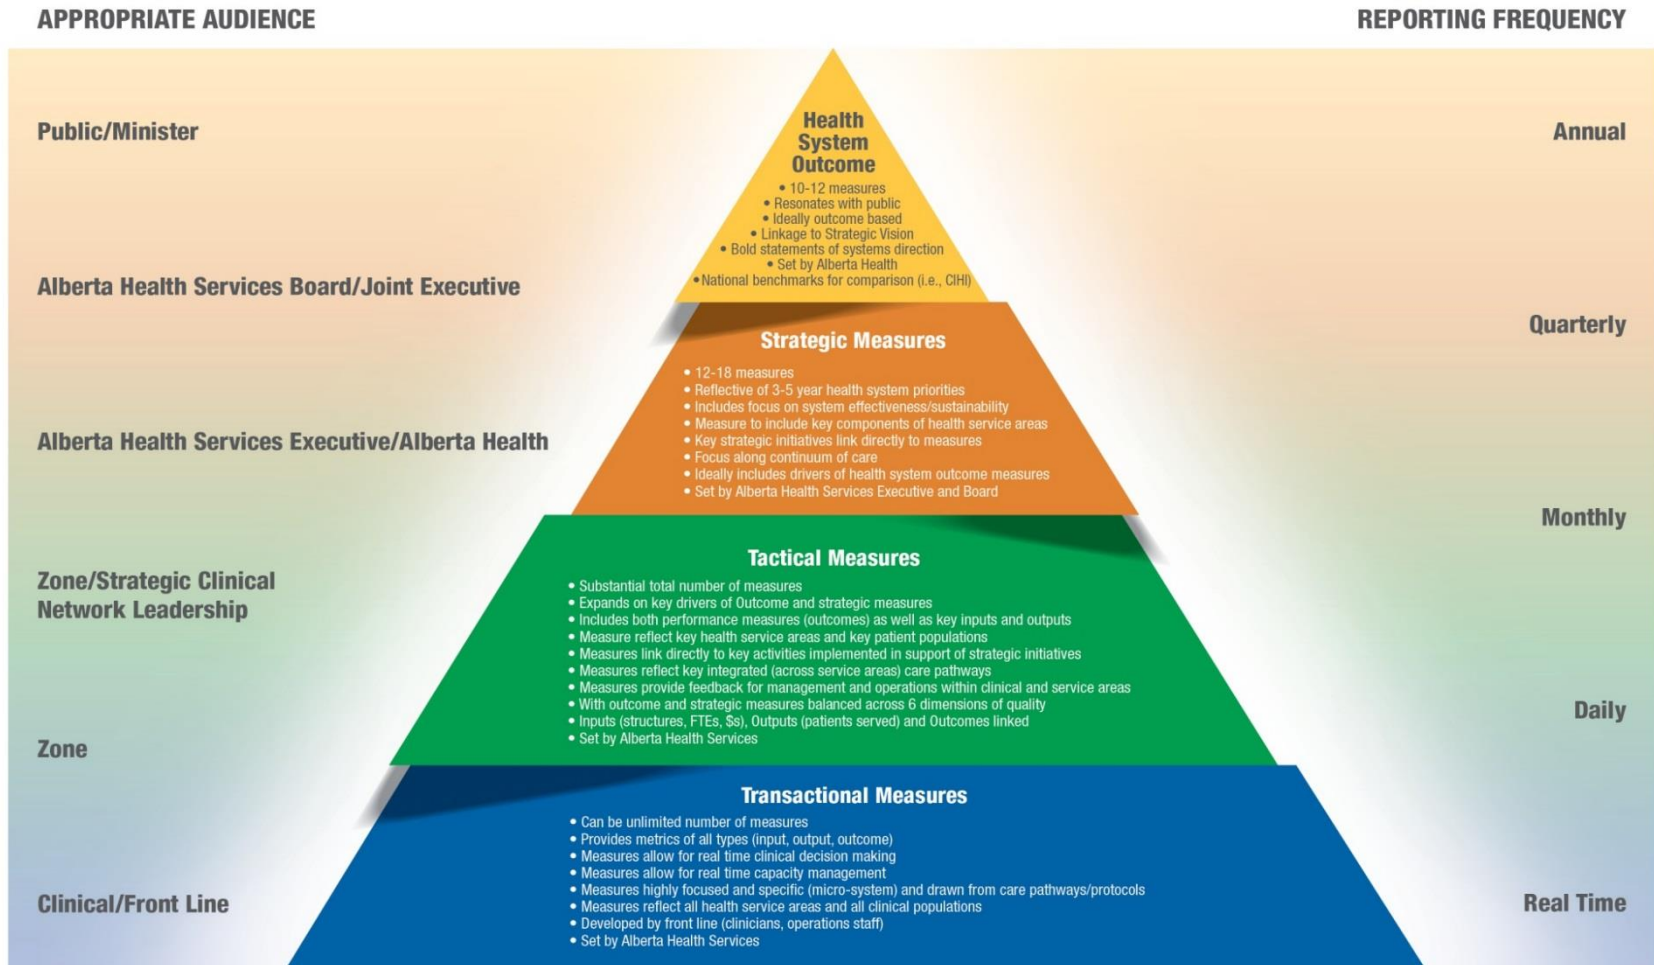 APPROPRIATE AUDIENCE
REPORTING FREQUENCY
Public/Minister
Alberta Health Services Board/Joint Executive
Alberta Health Services Executive/Alberta Health
Zone/Strategic Clinical
Network Leadership
Zone
Clinical/Front Line
Health
System
Outcome
• 10-12 measures
• Resonates with public
• Ideally outcome based
• Linkage to Strategic Vision
• Bold statements of systems direction
• Set by Alberta Health
• National benchmarks for comparison (i.e., CIHI)
Strategic Measures
• 12-18 measures
• Reflective of 3-5 year health system priorities
• Includes focus on system effectiveness/sustainability
• Measure to include key components of health service areas
• Key strategic initiatives link directly to measures
• Focus along continuum of care
• Ideally includes drivers of health system outcome measures
• Set by Alberta Health Services Executive and Board
Tactical Measures
• Substantial total number of measures
• Expands on key drivers of Outcome and strategic measures
• Includes both performance measures (outcomes) as well as key inputs and outputs
• Measure reflect key health service areas and key patient populations
• Measures link directly to key activities implemented in support of strategic initiatives
• Measures reflect key integrated (across service areas) care pathways
• Measures provide feedback for management and operations within clinical and service areas
• With outcome and strategic measures balanced across 6 dimensions of quality
• Inputs (structures, FTEs, $s), Outputs (patients served) and Outcomes linked
• Set by Alberta Health Services
Transactional Measures
• Can be unlimited number of measures
• Provides metrics of all types (input, output, outcome)
• Measures allow for real time clinical decision making
• Measures allow for real time capacity management
• Measures highly focused and specific (micro-system) and drawn from care pathways/protocols
• Measures reflect all health service areas and all clinical populations
• Developed by front line (clinicians, operations staff)
• Set by Alberta Health Services
Annual
Quarterly
Monthly
Daily
Real Time